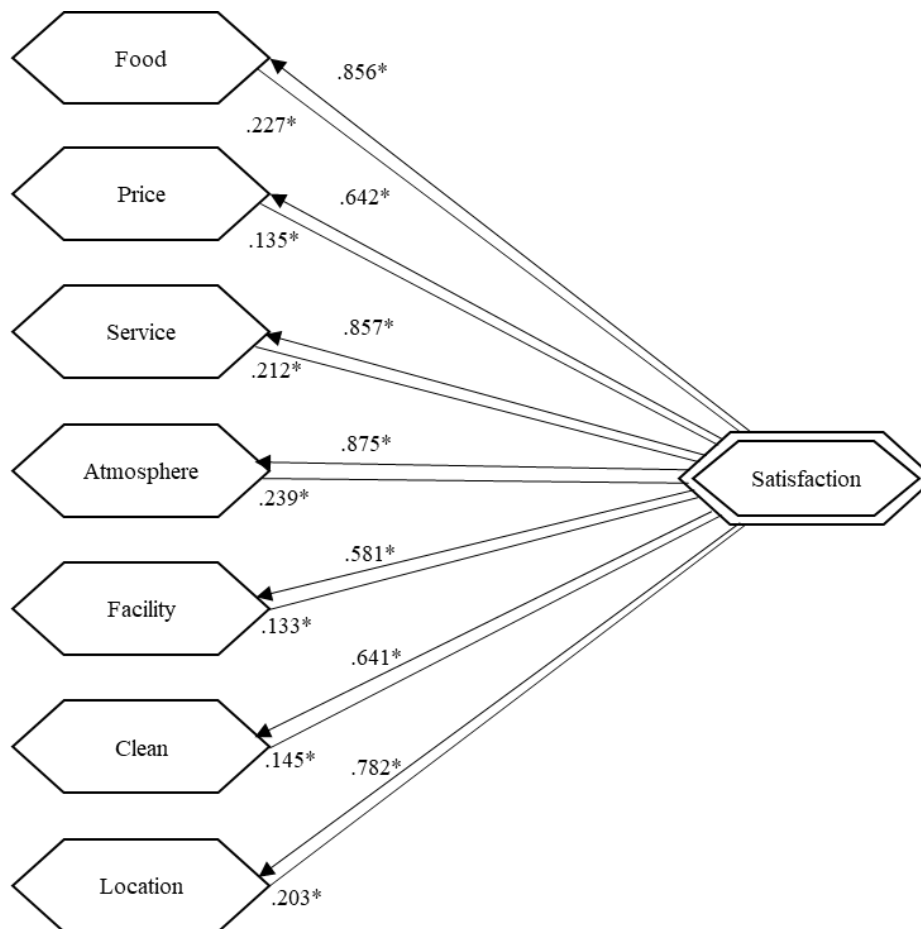 Food
.856*
.227*
Price
.642*
.135*
Service
.857*
.212*
Atmosphere
.875*
.239*
Satisfaction
Facility
.581*
.133*
Clean
.641*
.145*
Location
.782*
.203*